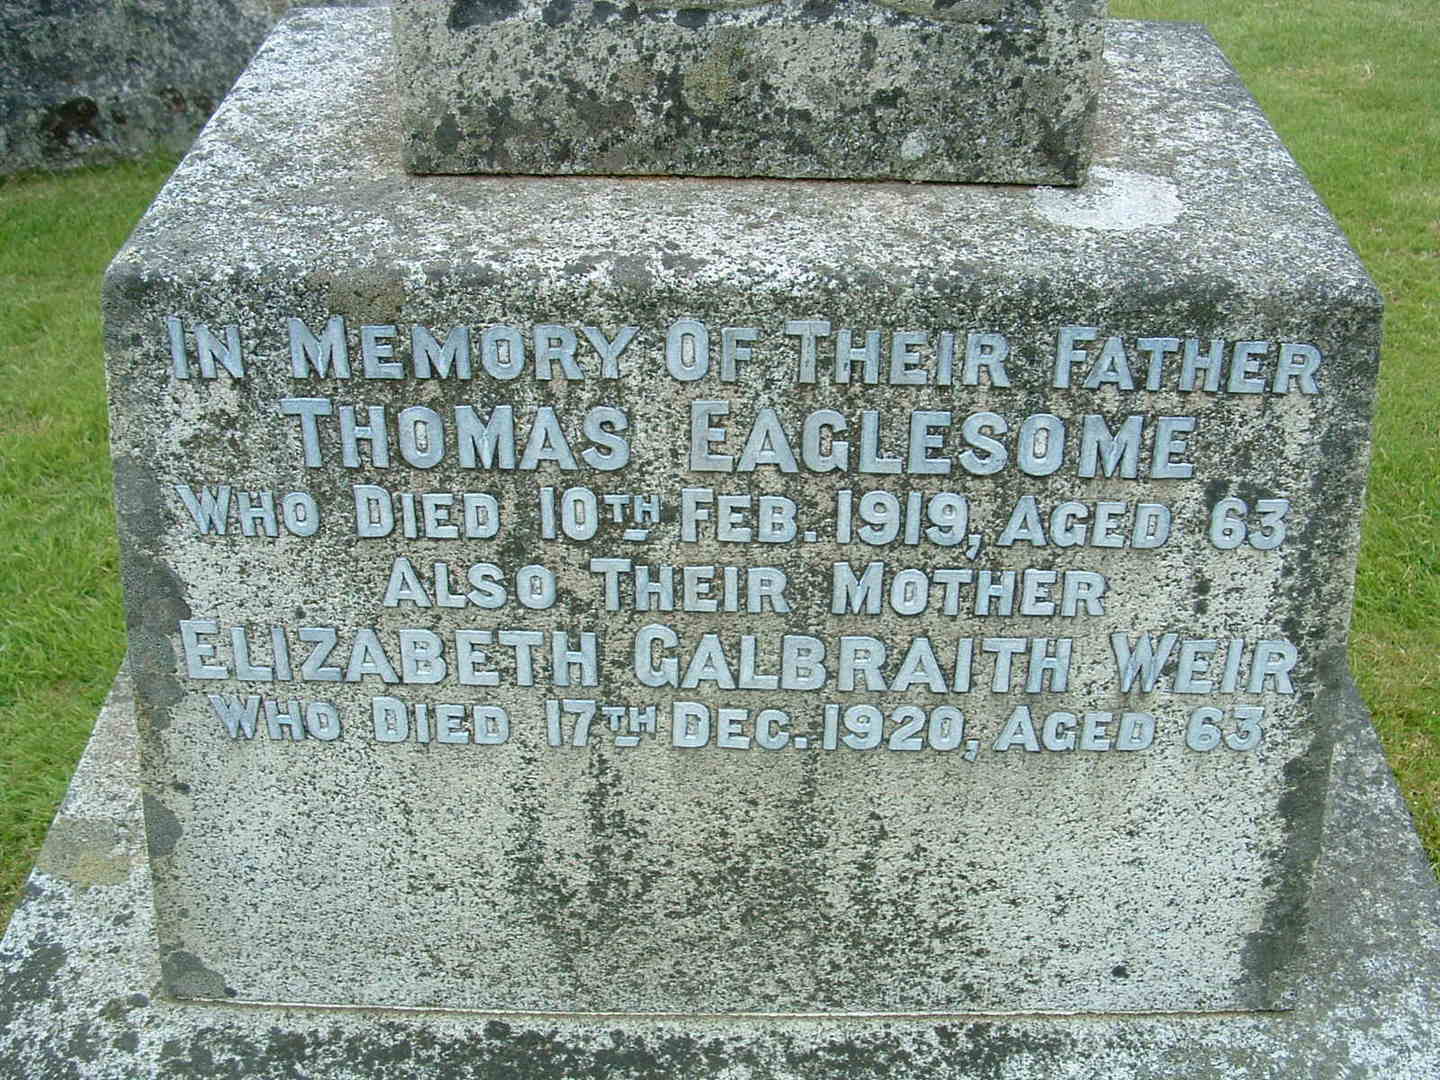 IN MEMORY OF THEIR FATHER
THOMAS EAGLESOME
WHO DIED 10TH FEB. 1919, AGED 63
ALSO THEIR MOTHER
ELIZABETH GALBRAITH WEIR
WHO DIED 17TH DEC. 1920, AGED 63